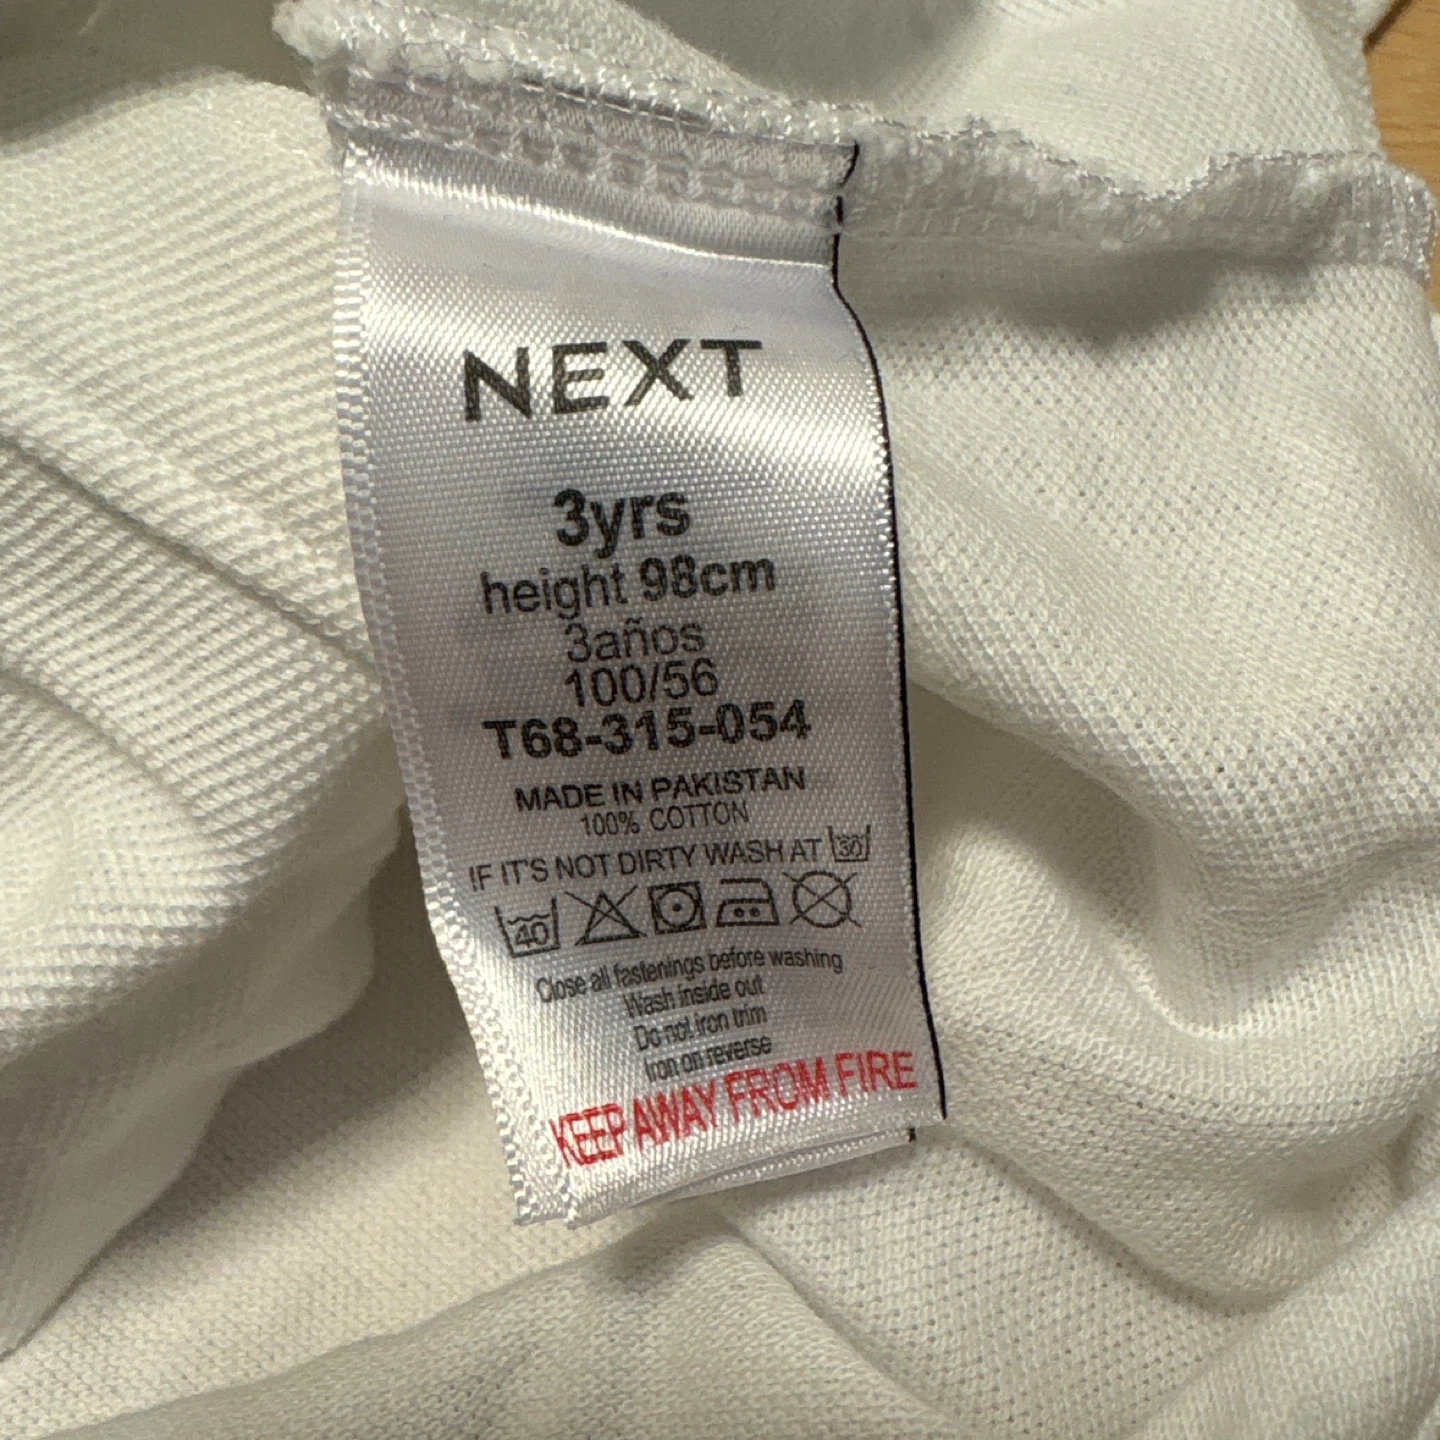 NEXT
3yrs
height 98cm
3años
100/56
T68-315-054
MADE IN PAKISTAN
100% COTTON
IF IT'S NOT DIRTY WASH AT 30
40
Close all fastenings before washing
Wash inside out
Do not iron trim
Iron on reverse
KEEP AWAY FROM FIRE